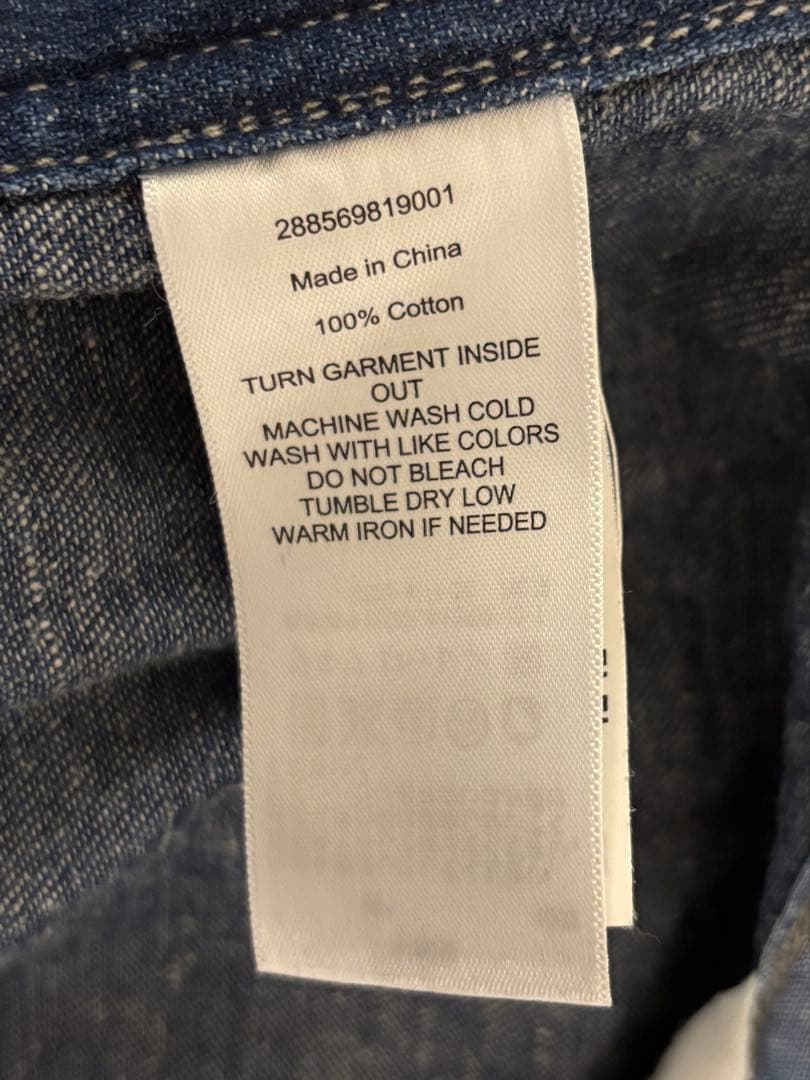 288569819001
Made in China
100% Cotton
TURN GARMENT INSIDE
OUT
MACHINE WASH COLD
WASH WITH LIKE COLORS
DO NOT BLEACH
TUMBLE DRY LOW
WARM IRON IF NEEDED